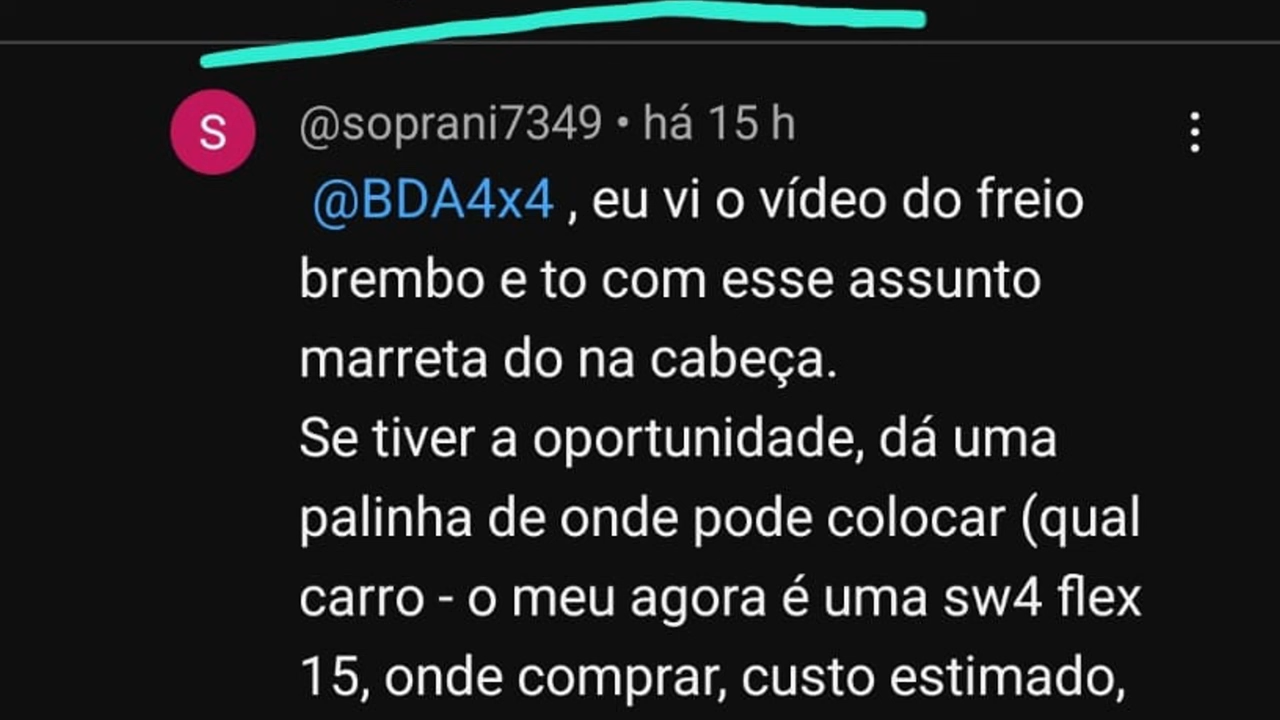 S
@soprani7349 • há 15 h
@BDA4x4 , eu vi o vídeo do freio
brembo e to com esse assunto
marreta do na cabeça.
Se tiver a oportunidade, dá uma
palinha de onde pode colocar (qual
carro - o meu agora é uma sw4 flex
15, onde comprar, custo estimado,